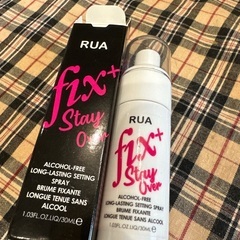 RUA
fix+
Stay
Over
ALCOHOL-FREE
LONG-LASTING SETTING
SPRAY
BRUME FIXANTE
LONGUE TENUE SANS
ALCOOL
1.03FL.OZ.LIQ/30ml℮
RUA
fix+
Stay
Over
ALCOHOL-FREE
LONG-LASTING SETTING
SPRAY
BRUME FIXANTE
LONGUE TENUE SANS
ALCOOL
1.03FL.OZ.LIQ/30ml℮